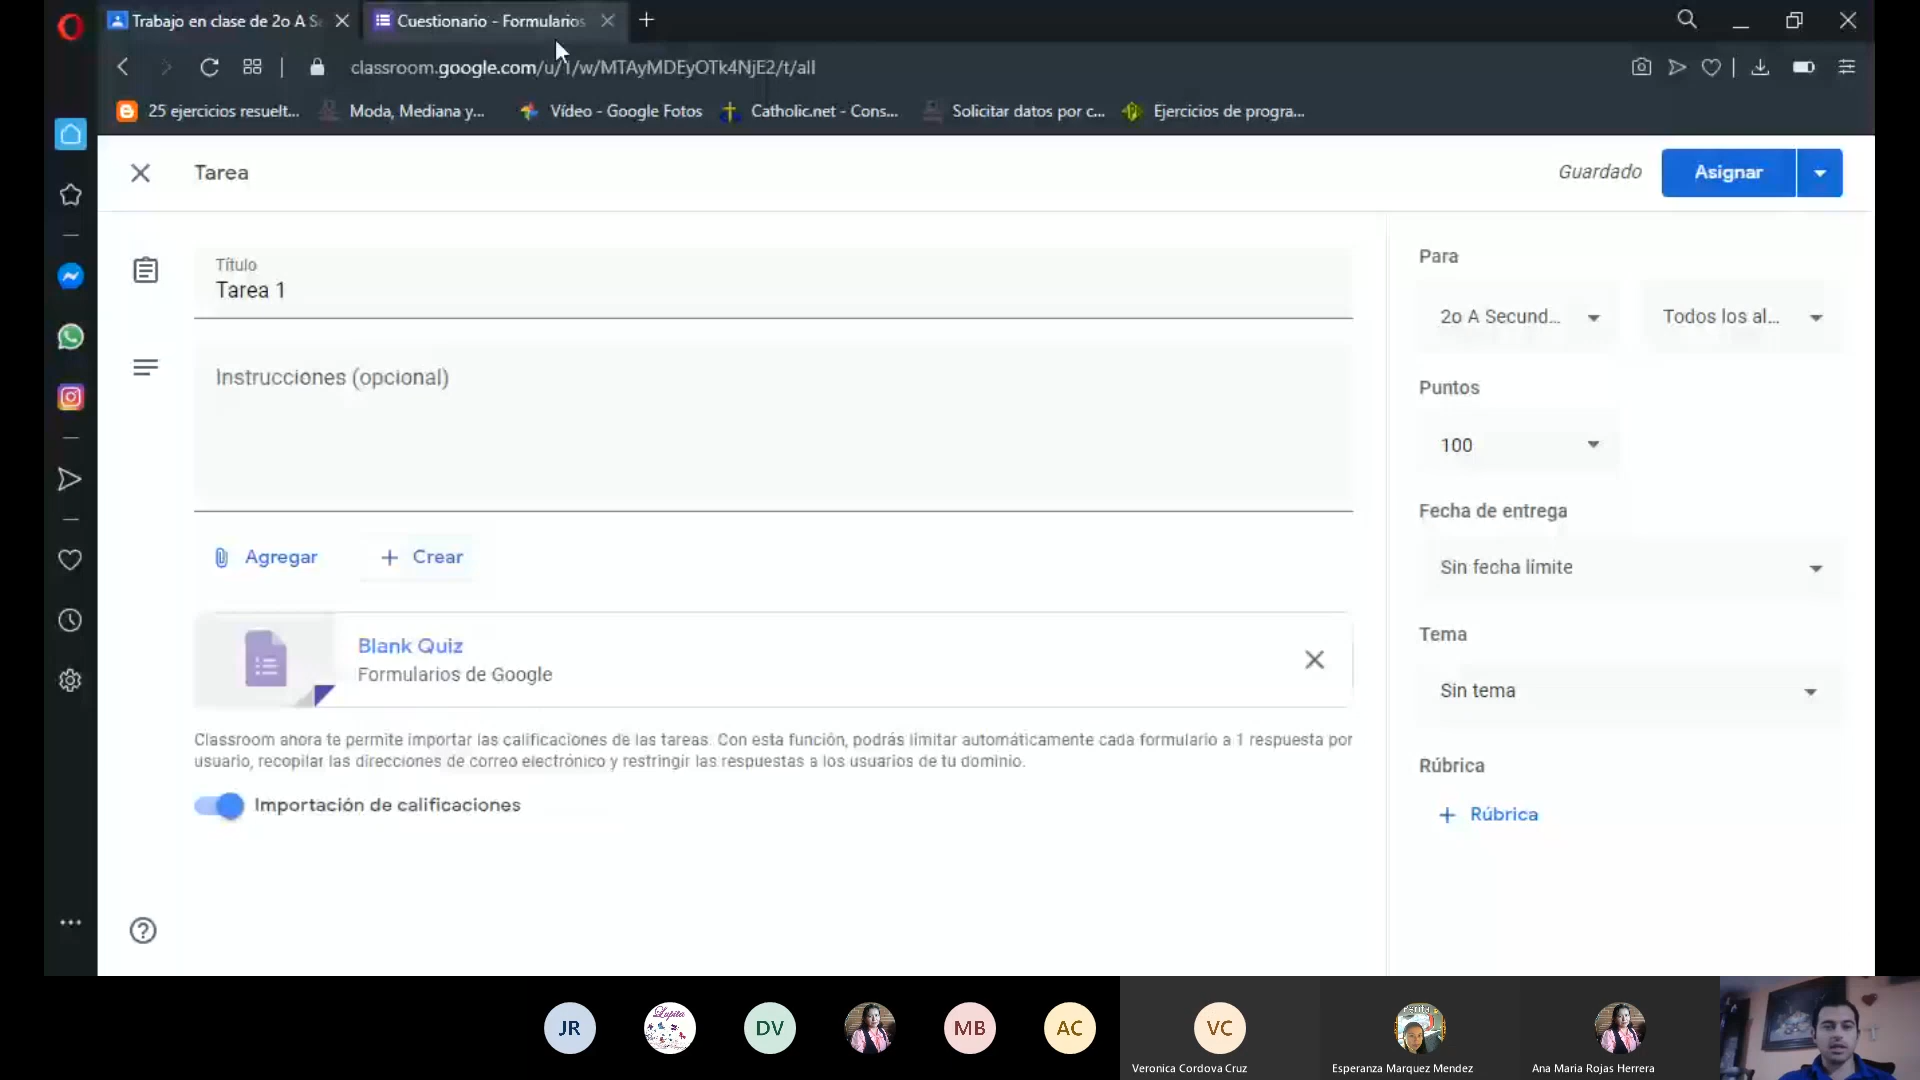 Trabajo en clase de 2o A Se
Cuestionario - Formularios
classroom.google.com/u/1/w/MTAyMDEyOTk4NjE2/t/all
25 ejercicios resuelt...
Moda, Mediana y...
Vídeo - Google Fotos
Catholic.net - Cons...
Solicitar datos por c...
Ejercicios de progra...
Tarea
Guardado
Asignar
Título
Tarea 1
Instrucciones (opcional)
Agregar
Crear
Blank Quiz
Formularios de Google
Classroom ahora te permite importar las calificaciones de las tareas. Con esta función, podrás limitar automáticamente cada formulario a 1 respuesta por
usuario, recopilar las direcciones de correo electrónico y restringir las respuestas a los usuarios de tu dominio.
Importación de calificaciones
Para
2o A Secund...
Todos los al...
Puntos
100
Fecha de entrega
Sin fecha límite
Tema
Sin tema
Rúbrica
Rúbrica
JR
Lupita
DV
MB
AC
VC
Veronica Cordova Cruz
Esperanza Marquez Mendez
Ana Maria Rojas Herrera